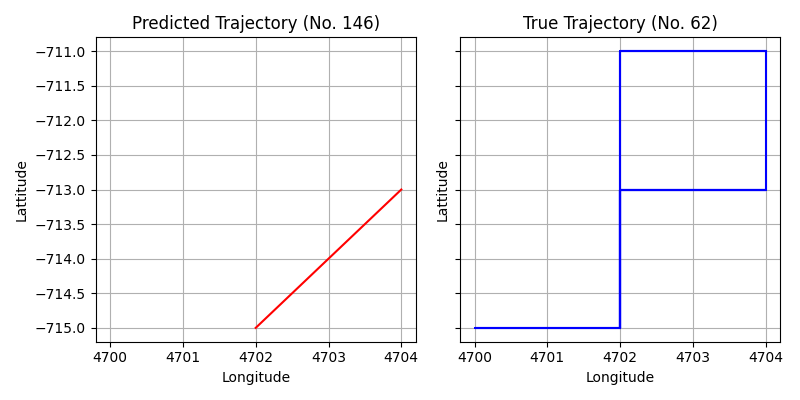 Predicted Trajectory (No. 146)
True Trajectory (No. 62)
−711.0
−711.5
−712.0
−712.5
−713.0
−713.5
−714.0
−714.5
−715.0
Lattitude
Lattitude
4700 4701 4702 4703 4704
4700 4701 4702 4703 4704
Longitude
Longitude